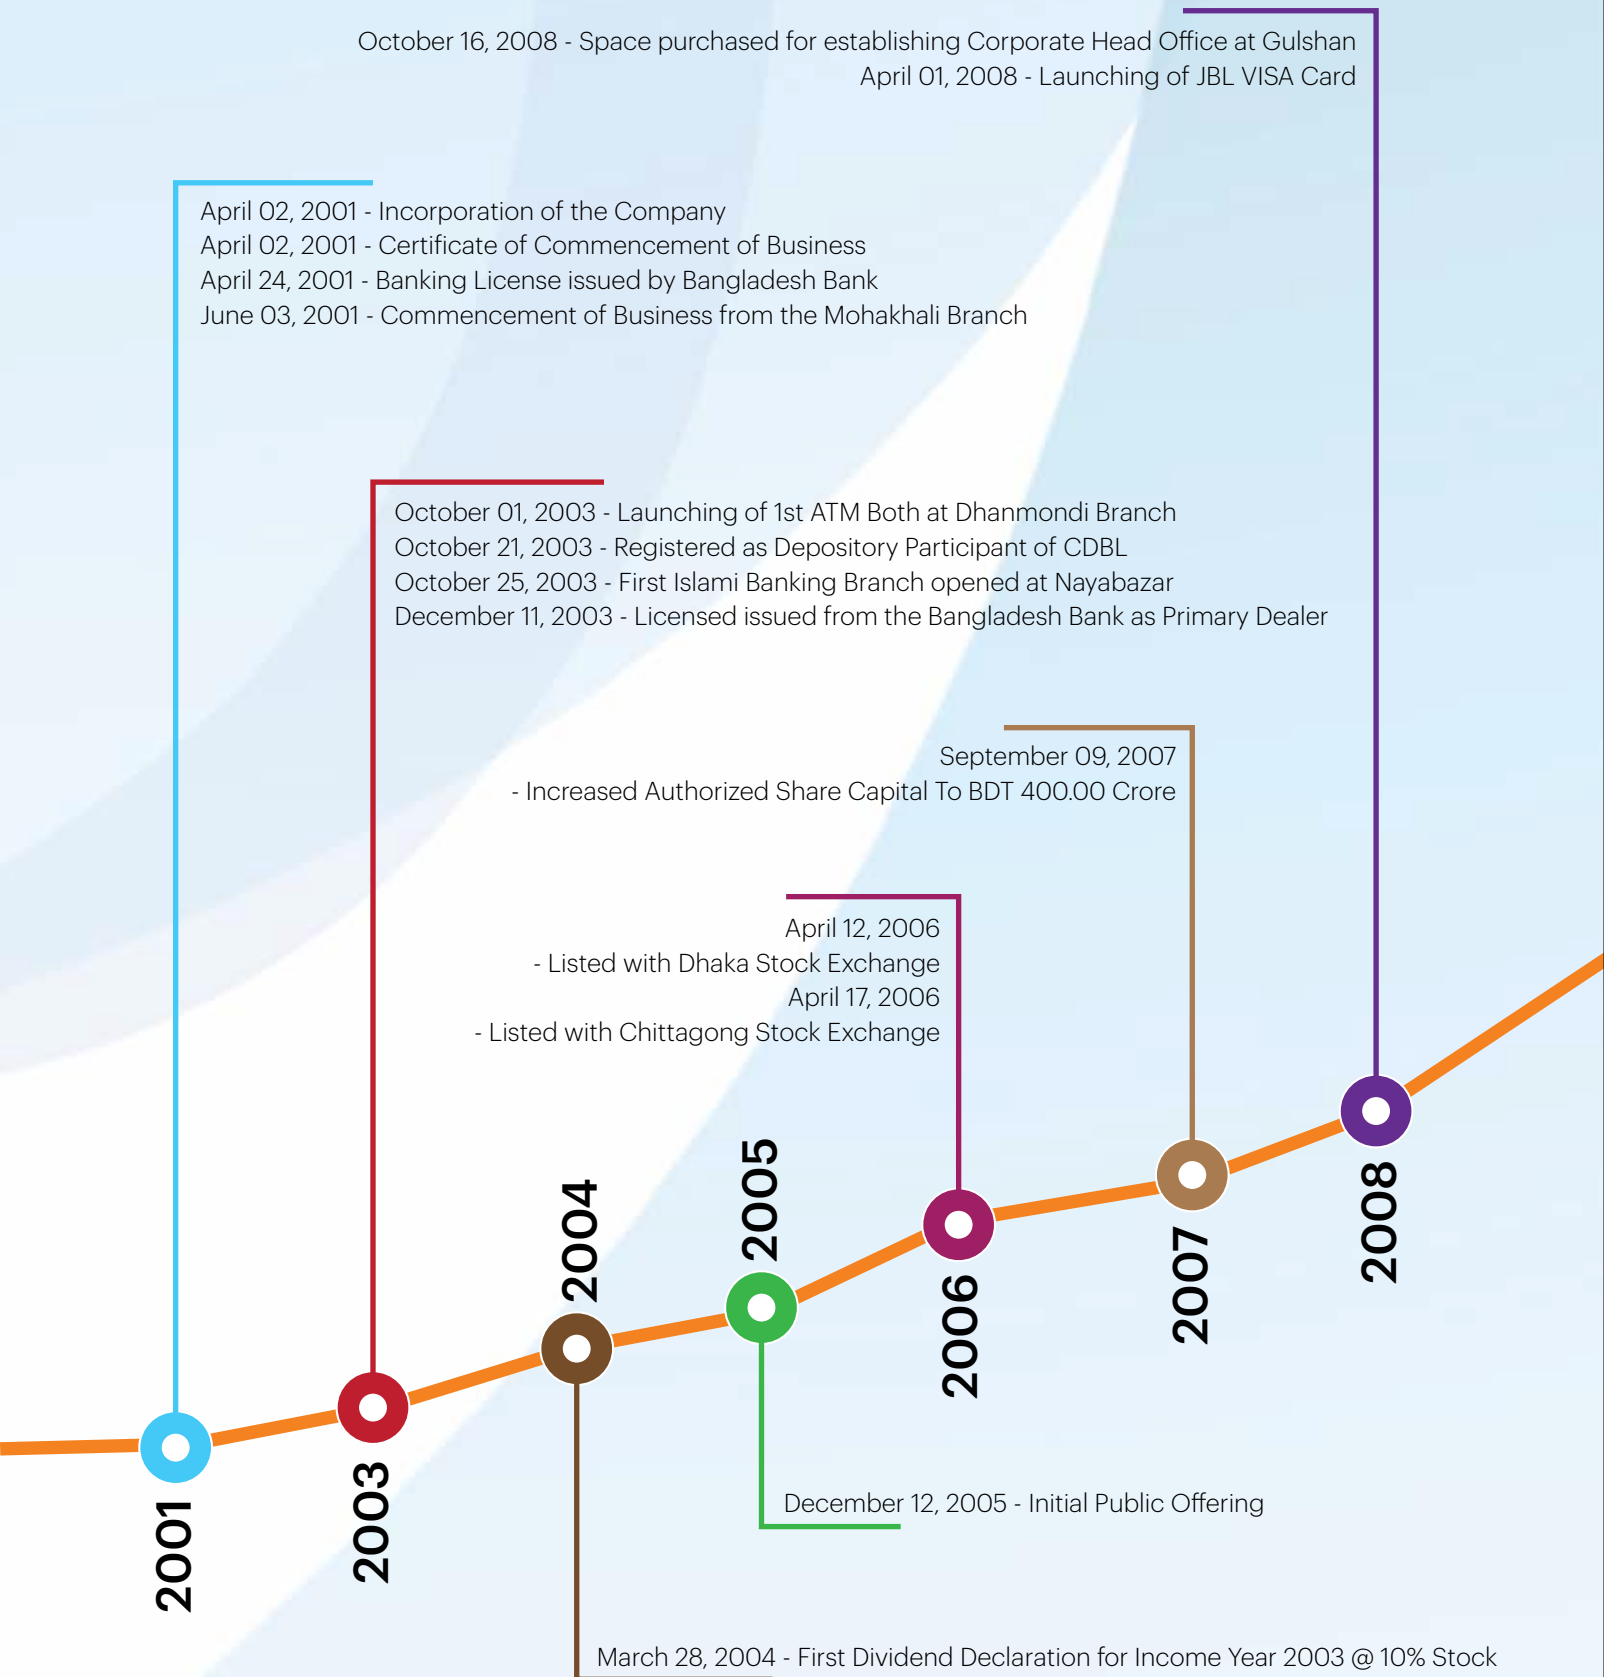 October 16, 2008 - Space purchased for establishing Corporate Head Office at Gulshan
April 01, 2008 - Launching of JBL VISA Card
April 02, 2001 - Incorporation of the Company
April 02, 2001 - Certificate of Commencement of Business
April 24, 2001 - Banking License issued by Bangladesh Bank
June 03, 2001 - Commencement of Business from the Mohakhali Branch
October 01, 2003 - Launching of 1st ATM Both at Dhanmondi Branch
October 21, 2003 - Registered as Depository Participant of CDBL
October 25, 2003 - First Islami Banking Branch opened at Nayabazar
December 11, 2003 - Licensed issued from the Bangladesh Bank as Primary Dealer
September 09, 2007
- Increased Authorized Share Capital To BDT 400.00 Crore
April 12, 2006
- Listed with Dhaka Stock Exchange
April 17, 2006
- Listed with Chittagong Stock Exchange
2001
2003
2004
2005
2006
2007
2008
December 12, 2005 - Initial Public Offering
March 28, 2004 - First Dividend Declaration for Income Year 2003 @ 10% Stock